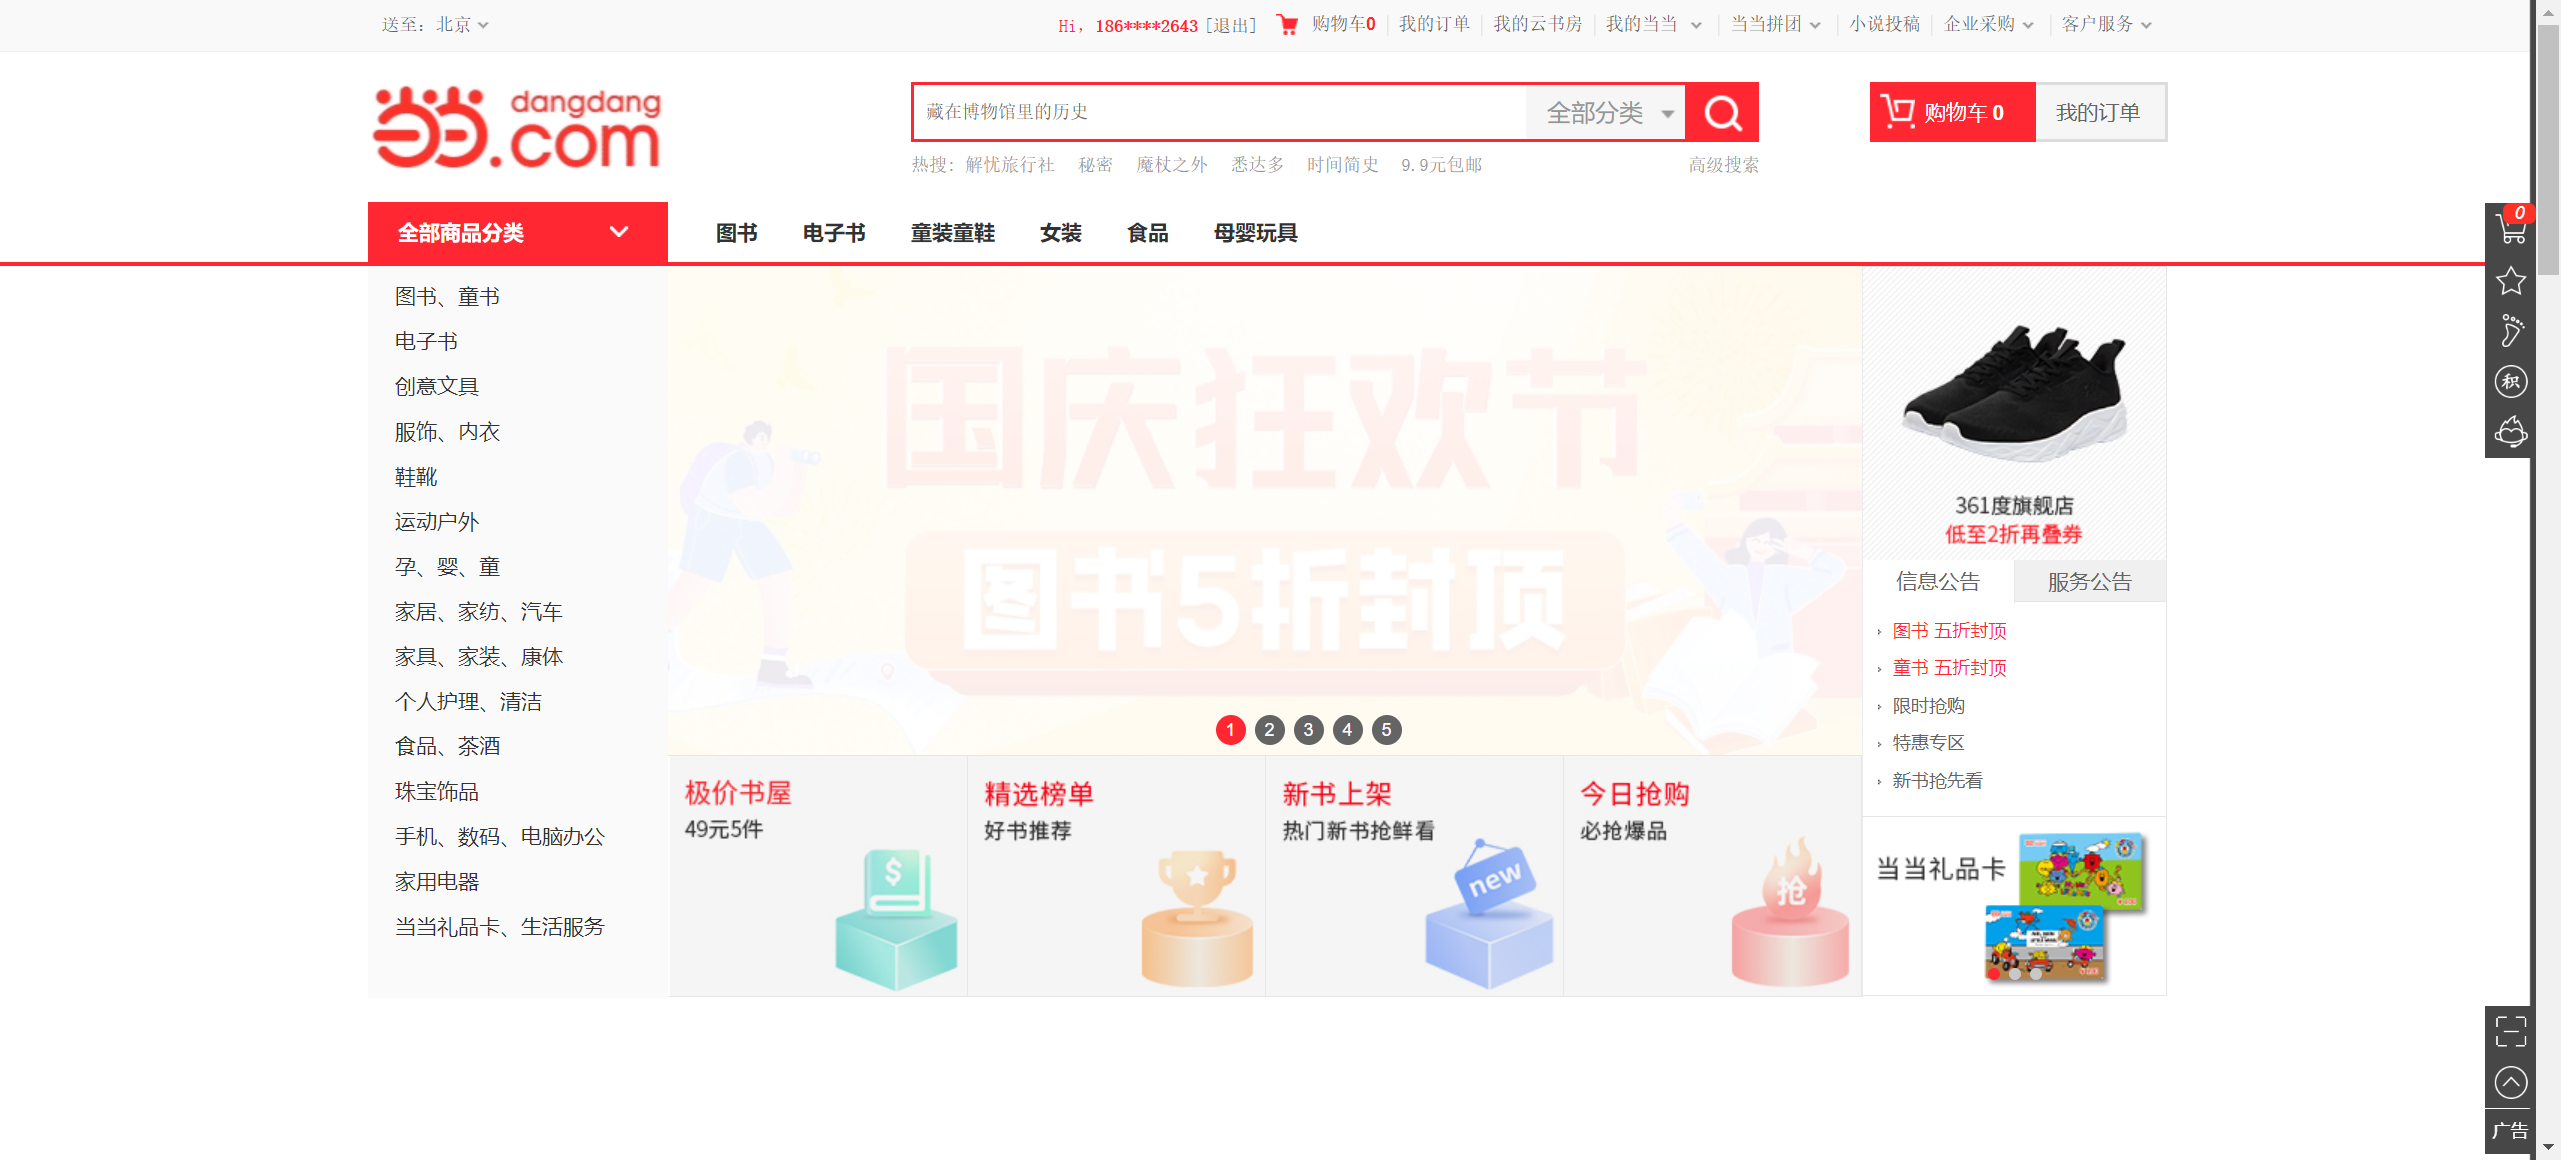 送至：北京
Hi，186****2643 [退出] 购物车0 我的订单 我的云书房 我的当当 当当拼团 小说投稿 企业采购 客户服务
当当 dangdang.com
藏在博物馆里的历史 全部分类
购物车 0 我的订单
热搜：解忧旅行社 秘密 魔杖之外 悉达多 时间简史 9.9元包邮 高级搜索
全部商品分类 图书 电子书 童装童鞋 女装 食品 母婴玩具
图书、童书
电子书
创意文具
服饰、内衣
鞋靴
运动户外
孕、婴、童
家居、家纺、汽车
家具、家装、康体
个人护理、清洁
食品、茶酒
珠宝饰品
手机、数码、电脑办公
家用电器
当当礼品卡、生活服务
国庆狂欢节
图书5折封顶
1 2 3 4 5
极价书屋
49元5件
$
精选榜单
好书推荐
新书上架
热门新书抢鲜看
new
今日抢购
必抢爆品
抢
361度旗舰店
低至2折再叠券
信息公告 服务公告
图书 五折封顶
童书 五折封顶
限时抢购
特惠专区
新书抢先看
当当礼品卡
0
积
广告